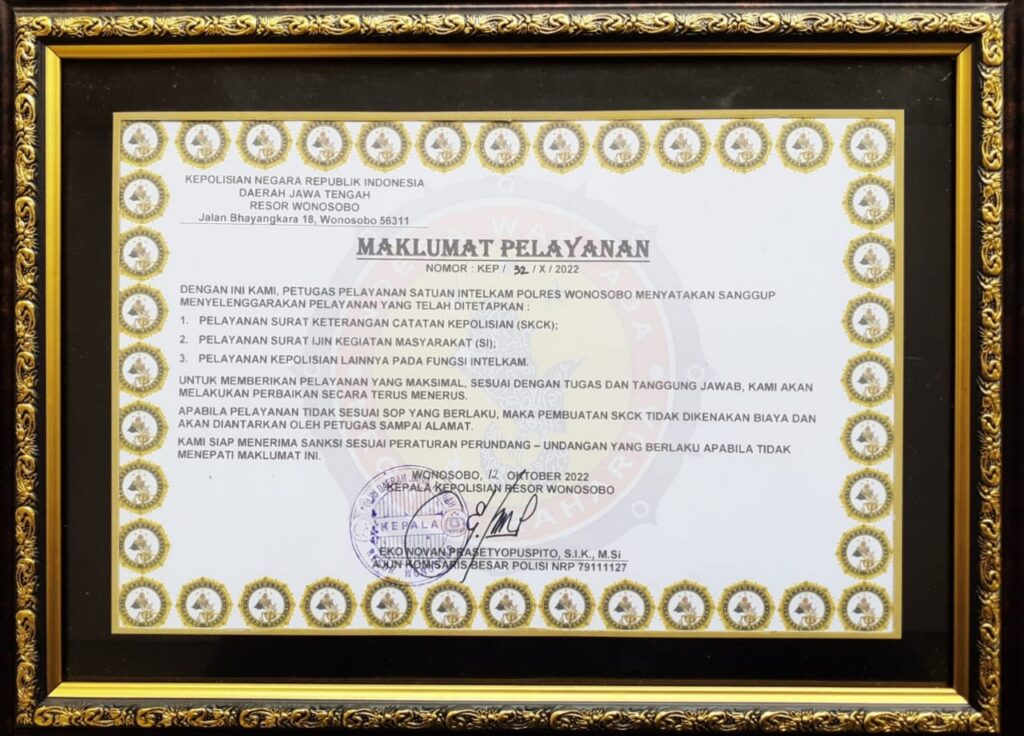 KEPOLISIAN NEGARA REPUBLIK INDONESIA
DAERAH JAWA TENGAH
RESOR WONOSOBO
Jalan Bhayangkara 18, Wonosobo 56311
MAKLUMAT PELAYANAN
NOMOR : KEP / 32 / X / 2022
DENGAN INI KAMI, PETUGAS PELAYANAN SATUAN INTELKAM POLRES WONOSOBO MENYATAKAN SANGGUP
MENYELENGGARAKAN PELAYANAN YANG TELAH DITETAPKAN :
1. PELAYANAN SURAT KETERANGAN CATATAN KEPOLISIAN (SKCK);
2. PELAYANAN SURAT IJIN KEGIATAN MASYARAKAT (SI);
3. PELAYANAN KEPOLISIAN LAINNYA PADA FUNGSI INTELKAM.
UNTUK MEMBERIKAN PELAYANAN YANG MAKSIMAL, SESUAI DENGAN TUGAS DAN TANGGUNG JAWAB, KAMI AKAN
MELAKUKAN PERBAIKAN SECARA TERUS MENERUS.
APABILA PELAYANAN TIDAK SESUAI SOP YANG BERLAKU, MAKA PEMBUATAN SKCK TIDAK DIKENAKAN BIAYA DAN
AKAN DIANTARKAN OLEH PETUGAS SAMPAI ALAMAT.
KAMI SIAP MENERIMA SANKSI SESUAI PERATURAN PERUNDANG – UNDANGAN YANG BERLAKU APABILA TIDAK
MENEPATI MAKLUMAT INI.
WONOSOBO, 12 OKTOBER 2022
KEPALA KEPOLISIAN RESOR WONOSOBO
KEPALA
EKO NOVAN PRASETYOPUSPITO, S.I.K., M.Si
AJUN KOMISARIS BESAR POLISI NRP 79111127